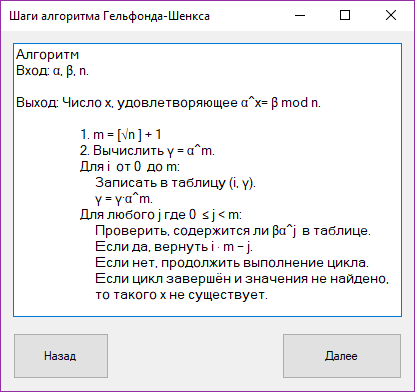 Шаги алгоритма Гельфонда-Шенкса
Алгоритм
Вход: α, β, n.
Выход: Число x, удовлетворяющее α^x= β mod n.
1. m = [√n ] + 1
2. Вычислить γ = α^m.
Для i от 0 до m:
Записать в таблицу (i, γ).
γ = γ·α^m.
Для любого j где 0 ≤ j < m:
Проверить, содержится ли βα^j в таблице.
Если да, вернуть i · m − j.
Если нет, продолжить выполнение цикла.
Если цикл завершён и значения не найдено,
то такого x не существует.
Назад
Далее